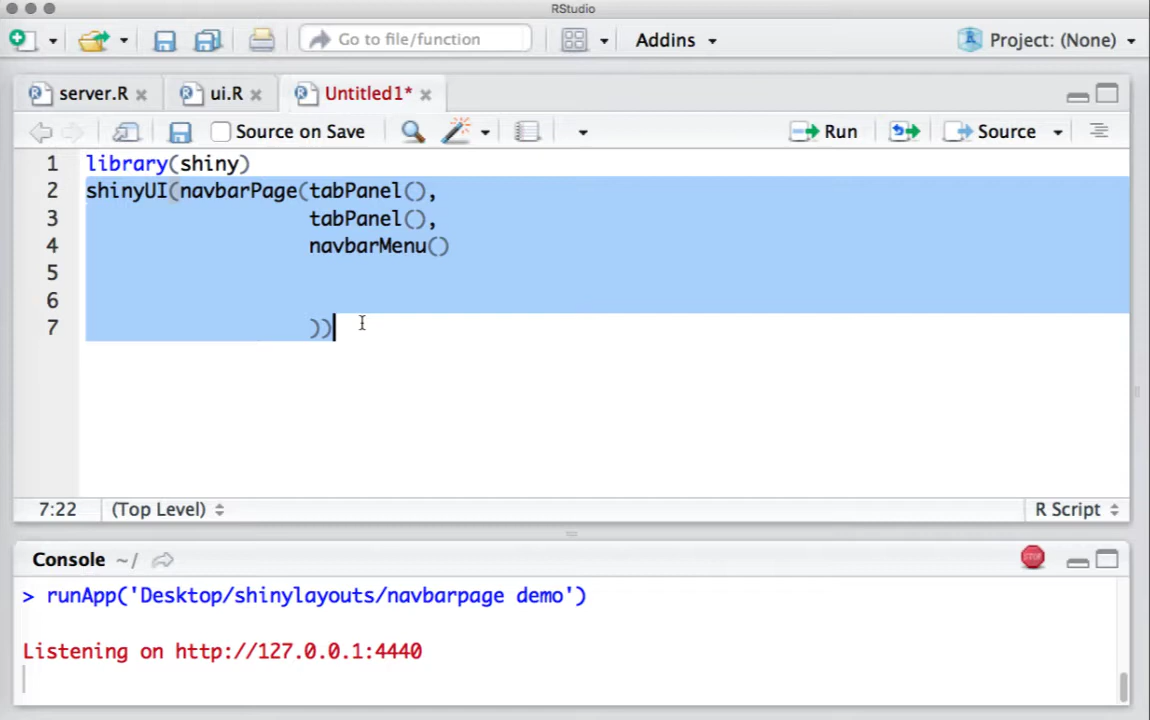 RStudio
Go to file/function
Addins
Project: (None)
server.R
ui.R
Untitled1*
Source on Save
Run
Source
1 library(shiny)
2 shinyUI(navbarPage(tabPanel(),
3 tabPanel(),
4 navbarMenu()
5
6
7 ))
7:22
(Top Level)
R Script
Console ~/
> runApp('Desktop/shinylayouts/navbarpage demo')
Listening on http://127.0.0.1:4440